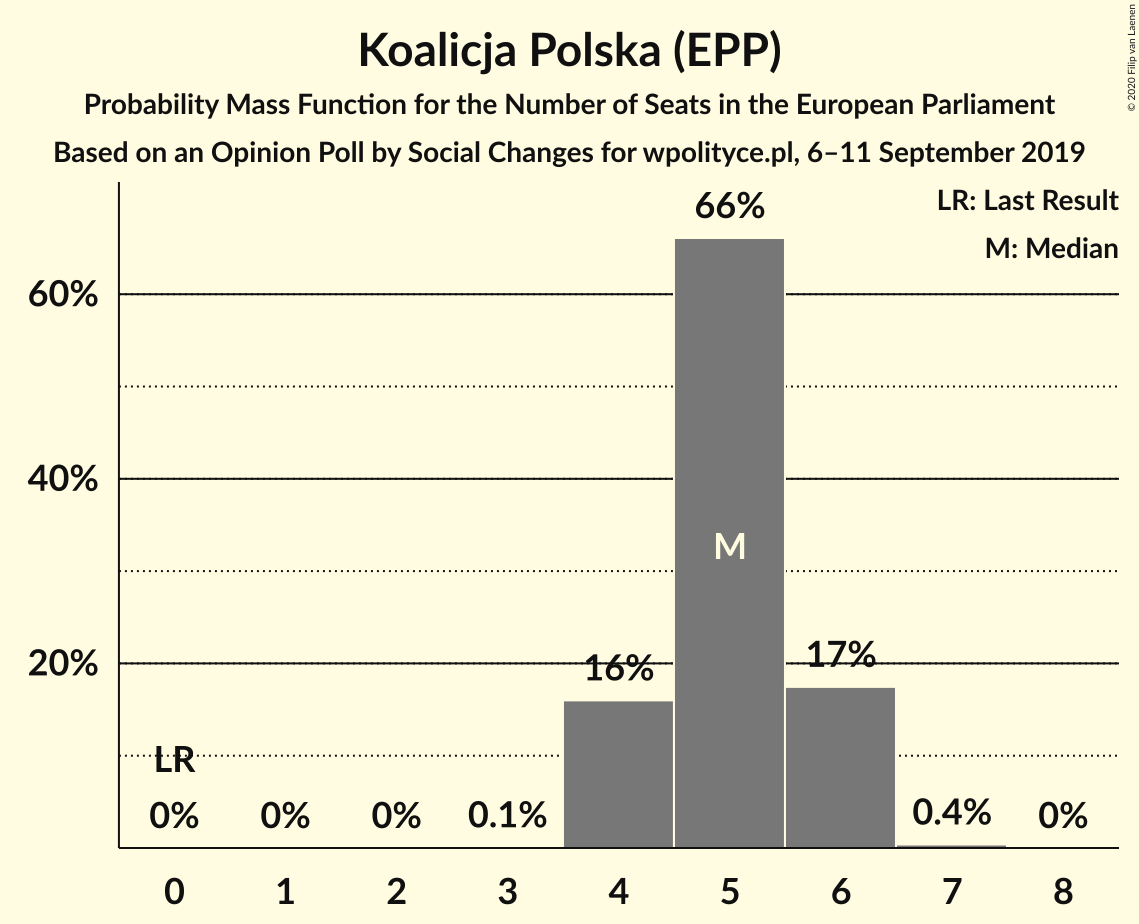 Koalicja Polska (EPP)
Probability Mass Function for the Number of Seats in the European Parliament
Based on an Opinion Poll by Social Changes for wpolityce.pl, 6–11 September 2019
© 2020 Filip van Laenen
LR: Last Result
M: Median
66%
60%
40%
M
20%
16%
17%
LR
0%
0%
0%
0.1%
0.4%
0%
0
1
2
3
4
5
6
7
8